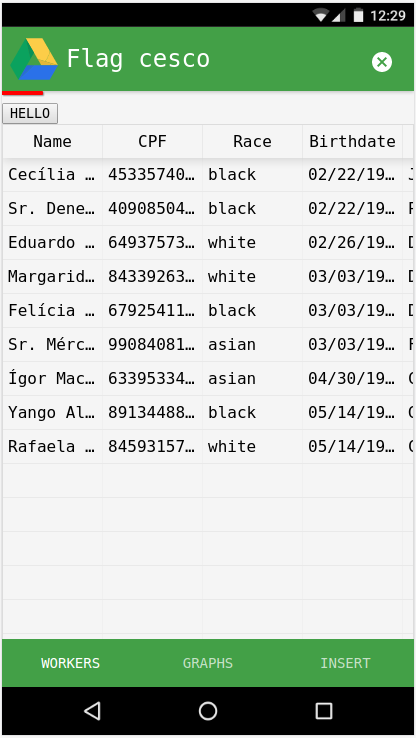 12:29
Flag cesco
HELLO
Name CPF Race Birthdate
Cecília … 45335740… black 02/22/19…
Sr. Dene… 40908504… black 02/22/19…
Eduardo … 64937573… white 02/26/19…
Margarid… 84339263… white 03/03/19…
Felícia … 67925411… black 03/03/19…
Sr. Mérc… 99084081… asian 03/03/19…
Ígor Mac… 63395334… asian 04/30/19…
Yango Al… 89134488… black 05/14/19…
Rafaela … 84593157… white 05/14/19…
WORKERS GRAPHS INSERT